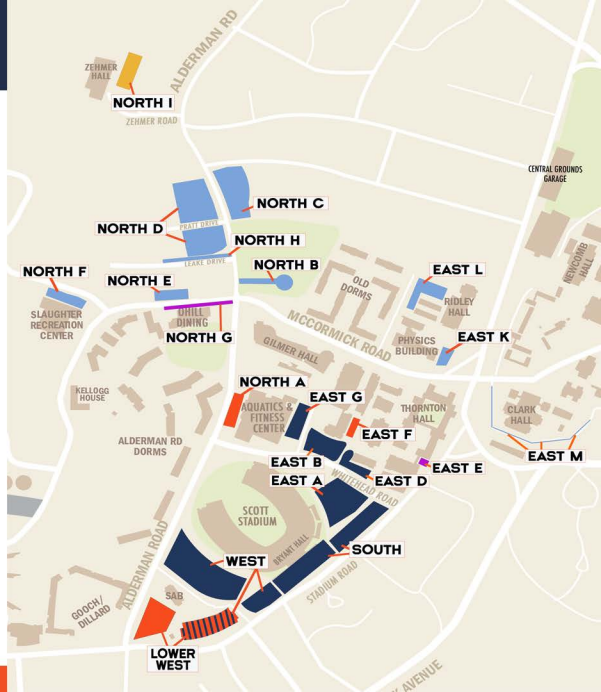 ALDERMAN RD
ZEHMER
HALL
NORTH I
ZEHMER ROAD
CENTRAL GROUNDS
GARAGE
NORTH C
NORTH D
PRATT DRIVE
NORTH H
LEAKE DRIVE
NORTH B
NEWCOMB
HALL
NORTH F
NORTH E
EAST L
OLD
DORMS
RIDLEY
HALL
SLAUGHTER
RECREATION
CENTER
OHILL
DINING
NORTH G
MCCORMICK ROAD
EAST K
PHYSICS
BUILDING
GILMER HALL
NORTH A
KELLOGG
HOUSE
EAST G
AQUATICS &
FITNESS
CENTER
THORNTON
HALL
CLARK
HALL
EAST F
ALDERMAN RD
DORMS
EAST M
EAST B
EAST E
EAST A
EAST D
WHITEHEAD ROAD
SCOTT
STADIUM
BRYANT HALL
SOUTH
WEST
STADIUM ROAD
ALDERMAN ROAD
SAB
GOOCH/
DILLARD
LOWER
WEST
AVENUE